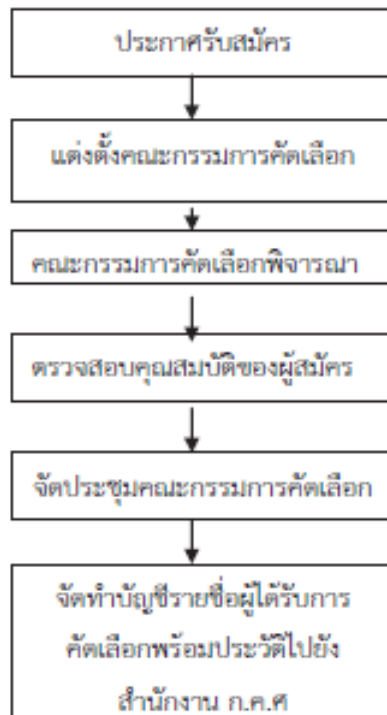 ประกาศรับสมัคร
แต่งตั้งคณะกรรมการคัดเลือก
คณะกรรมการคัดเลือกพิจารณา
ตรวจสอบคุณสมบัติของผู้สมัคร
จัดประชุมคณะกรรมการคัดเลือก
จัดทำบัญชีรายชื่อผู้ได้รับการ
คัดเลือกพร้อมประวัติไปยัง
สำนักงาน ก.ค.ศ